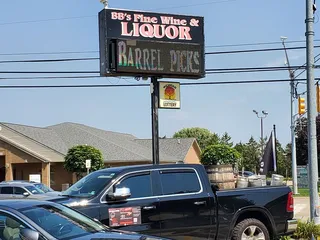 BB's Fine Wine &
LIQUOR
BARREL PICKS
LOTTERY